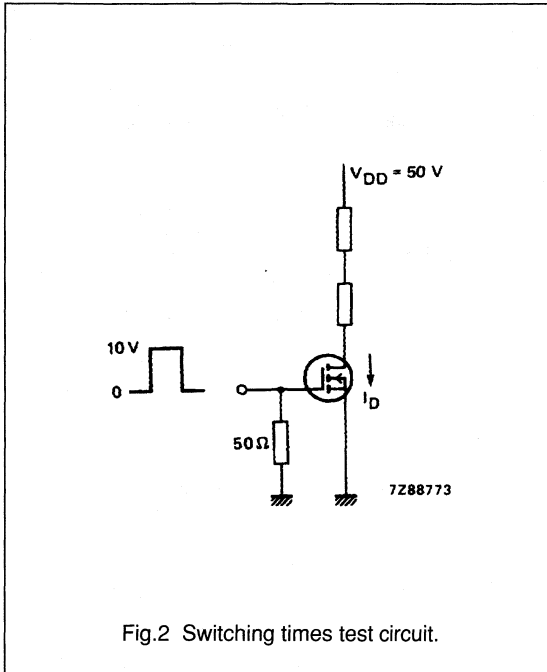 V_DD = 50 V
10 V
0
I_D
50 Ω
7Z88773
Fig.2 Switching times test circuit.